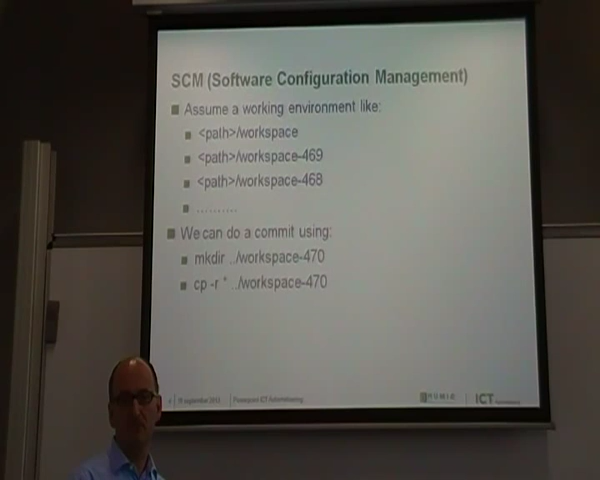 SCM (Software Configuration Management)
Assume a working environment like:
<path>/workspace
<path>/workspace-469
<path>/workspace-468
..........
We can do a commit using:
mkdir ../workspace-470
cp -r * ../workspace-470
ICT